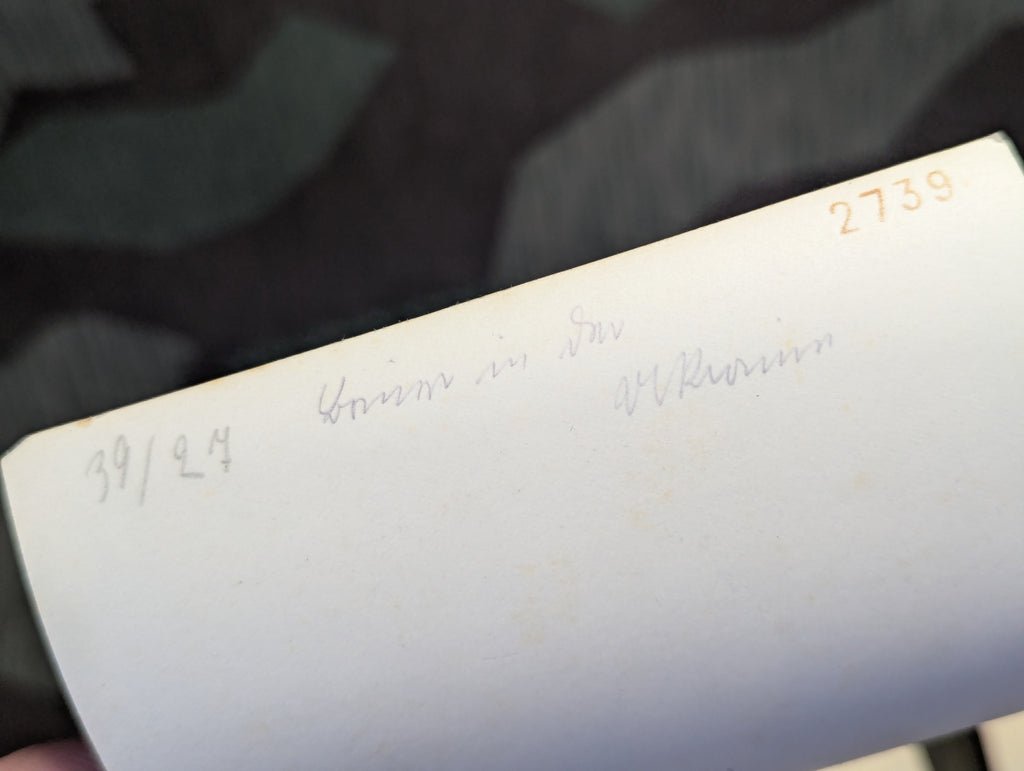 2739
in der
Ukraine
39/27